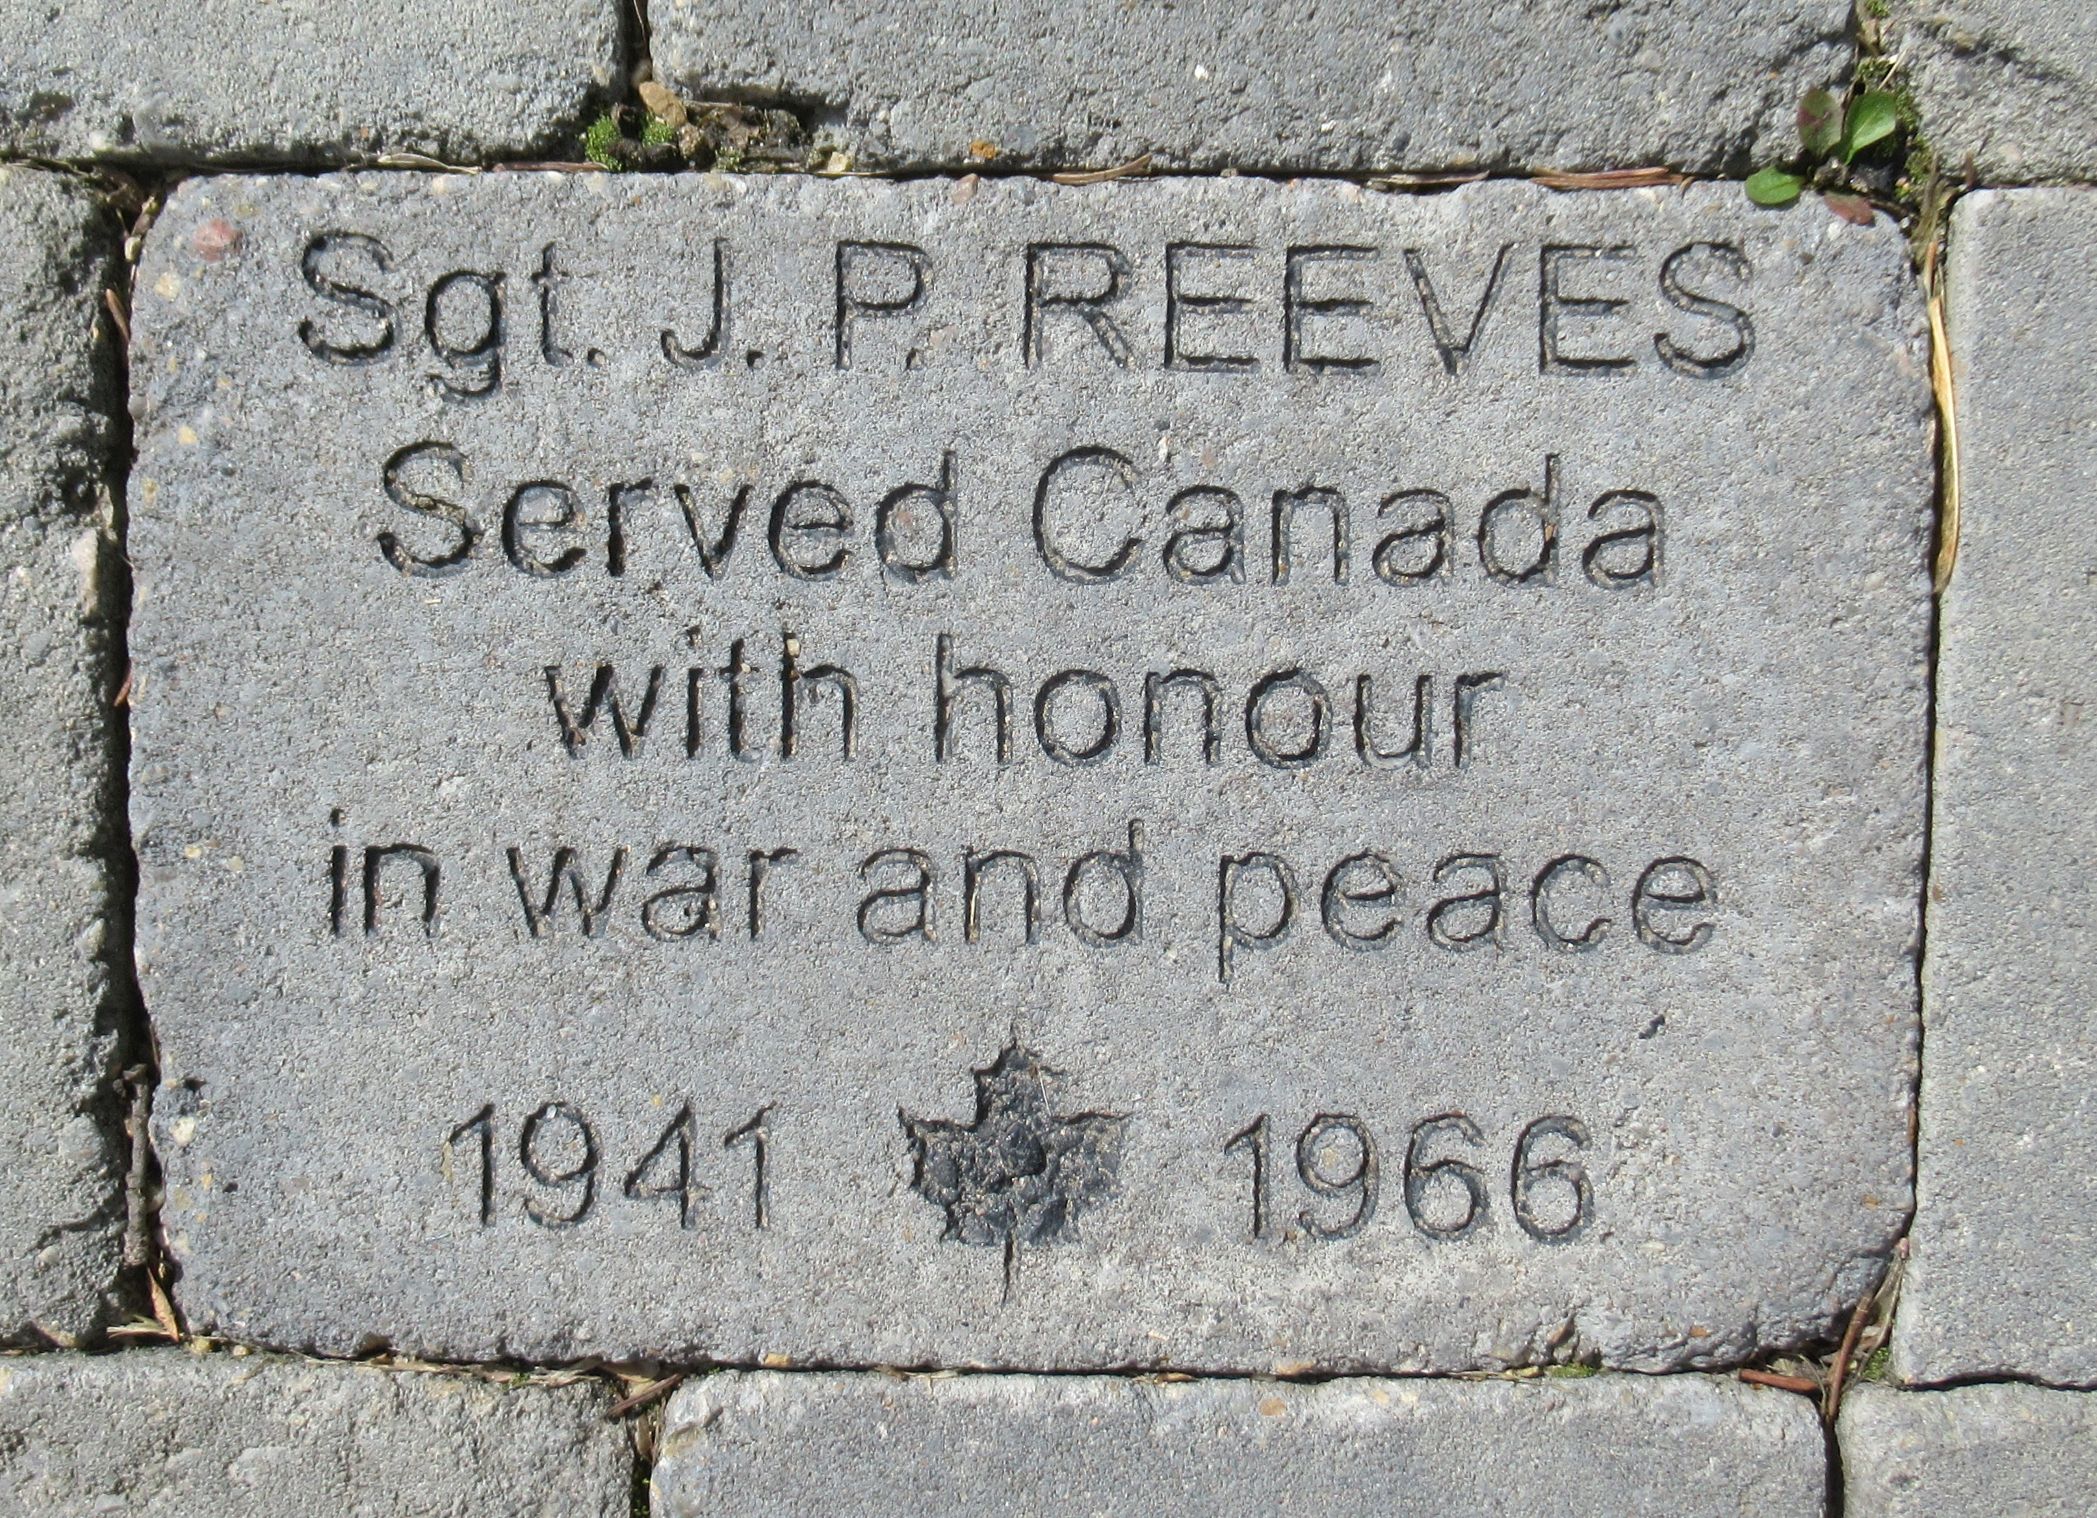 Sgt. J. P. REEVES
Served Canada
with honour
in war and peace
1941 1966